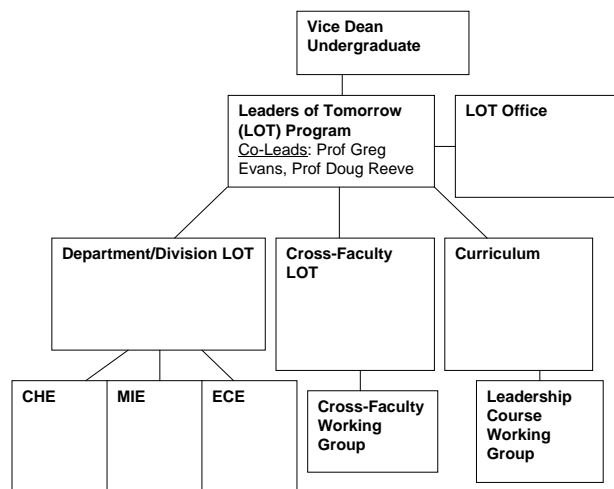 Vice Dean
Undergraduate
Leaders of Tomorrow
(LOT) Program
Co-Leads: Prof Greg
Evans, Prof Doug Reeve
LOT Office
Department/Division LOT
Cross-Faculty
LOT
Curriculum
CHE
MIE
ECE
Cross-Faculty
Working
Group
Leadership
Course
Working
Group